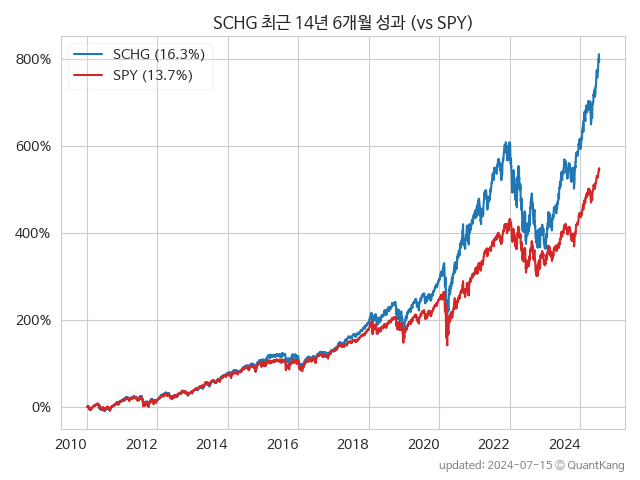 SCHG 최근 14년 6개월 성과 (vs SPY)
SCHG (16.3%)
SPY (13.7%)
800%
600%
400%
200%
0%
2010 2012 2014 2016 2018 2020 2022 2024
updated: 2024-07-15 © QuantKang